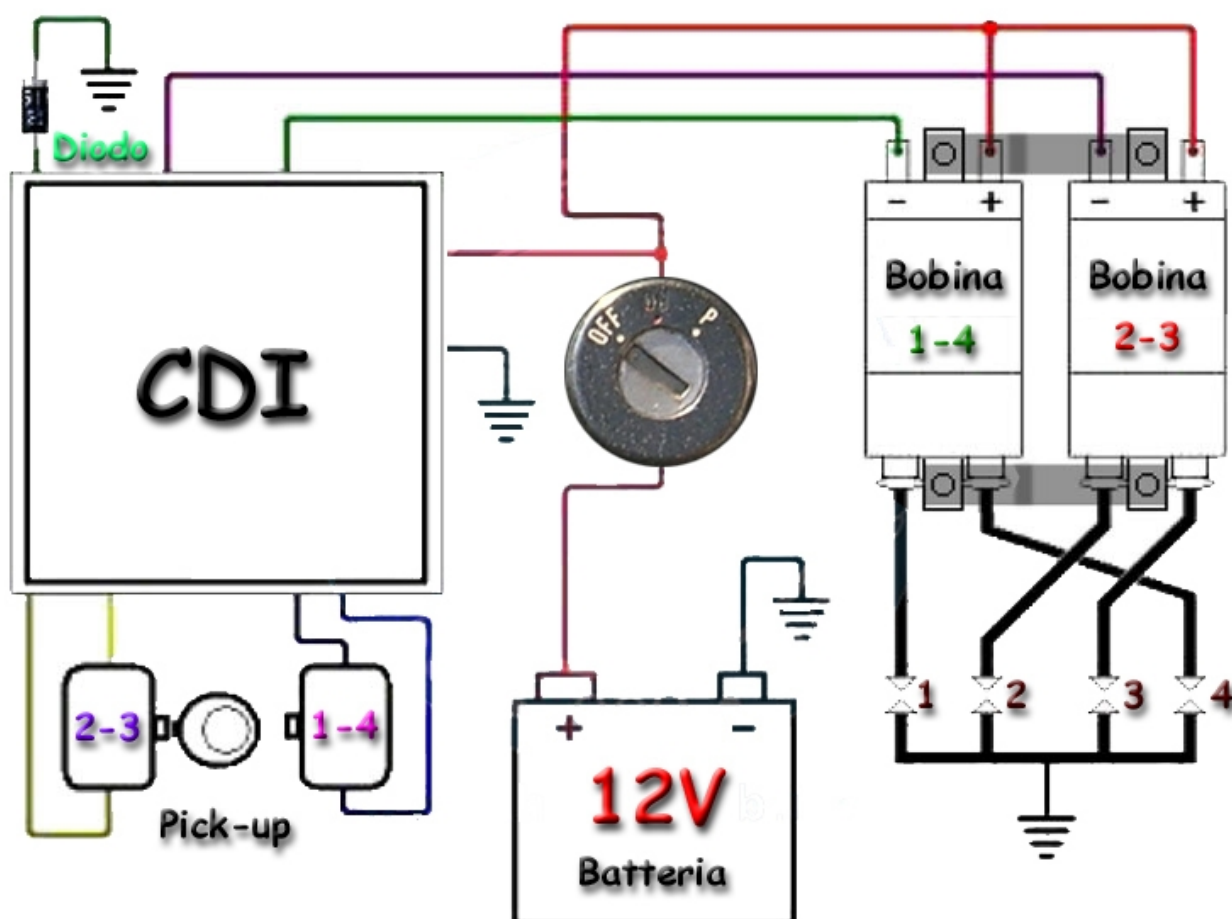 Diodo
- +
- +
Bobina
1-4
Bobina
2-3
CDI
OFF
P
2-3
1-4
Pick-up
+ -
12V
Batteria
1 2 3 4